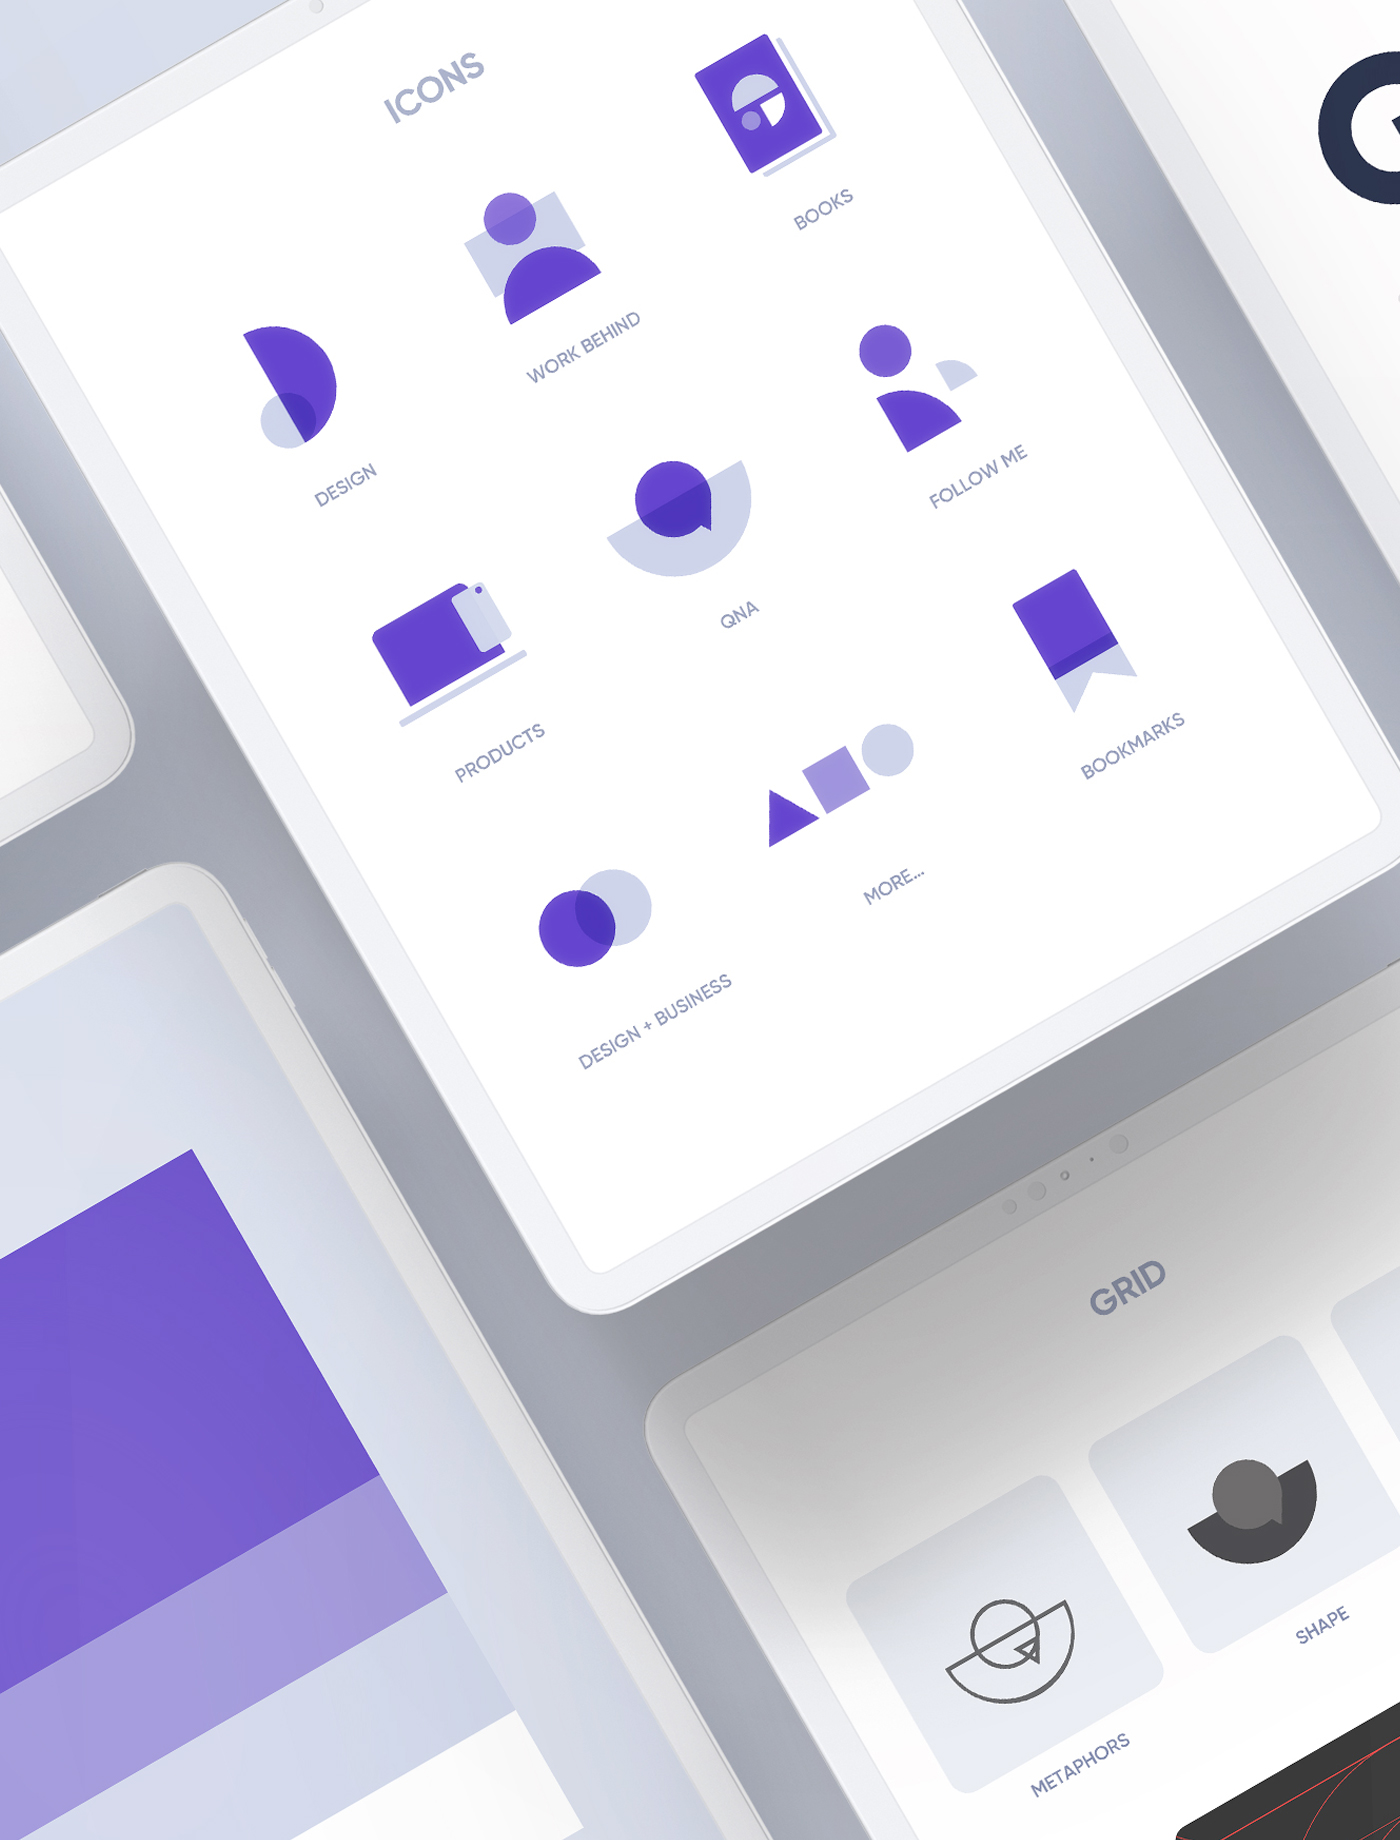 ICONS
DESIGN
WORK BEHIND
BOOKS
PRODUCTS
QNA
FOLLOW ME
DESIGN + BUSINESS
MORE...
BOOKMARKS
GRID
METAPHORS
SHAPE